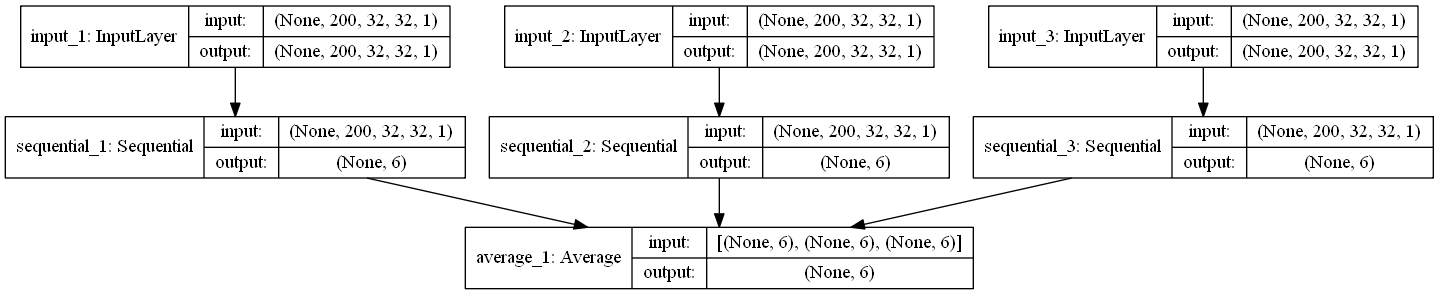 input_1: InputLayer
input: (None, 200, 32, 32, 1)
output: (None, 200, 32, 32, 1)
input_2: InputLayer
input: (None, 200, 32, 32, 1)
output: (None, 200, 32, 32, 1)
input_3: InputLayer
input: (None, 200, 32, 32, 1)
output: (None, 200, 32, 32, 1)
sequential_1: Sequential
input: (None, 200, 32, 32, 1)
output: (None, 6)
sequential_2: Sequential
input: (None, 200, 32, 32, 1)
output: (None, 6)
sequential_3: Sequential
input: (None, 200, 32, 32, 1)
output: (None, 6)
average_1: Average
input: [(None, 6), (None, 6), (None, 6)]
output: (None, 6)